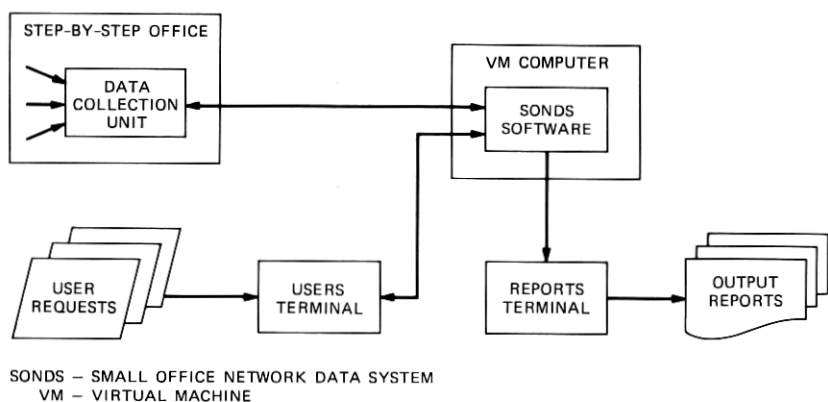 STEP-BY-STEP OFFICE
DATA
COLLECTION
UNIT
VM COMPUTER
SONDS
SOFTWARE
USER
REQUESTS
USERS
TERMINAL
REPORTS
TERMINAL
OUTPUT
REPORTS
SONDS – SMALL OFFICE NETWORK DATA SYSTEM
VM – VIRTUAL MACHINE